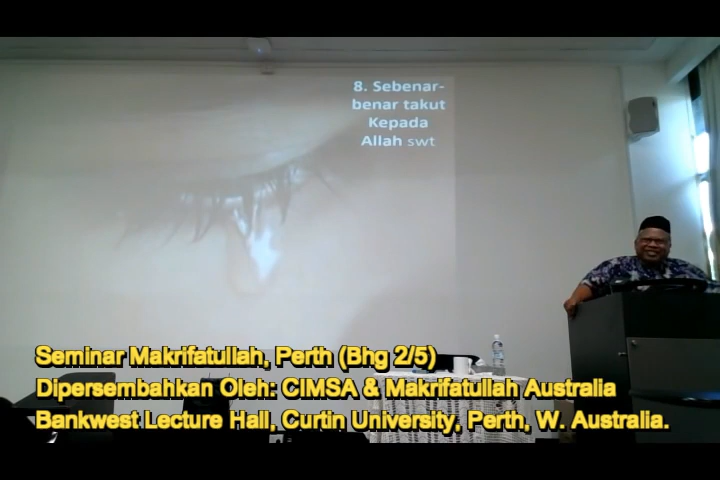 8. Sebenar-
benar takut
Kepada
Allah swt
Seminar Makrifatullah, Perth (Bhg 2/5)
Dipersembahkan Oleh: CIMSA & Makrifatullah Australia
Bankwest Lecture Hall, Curtin University, Perth, W. Australia.